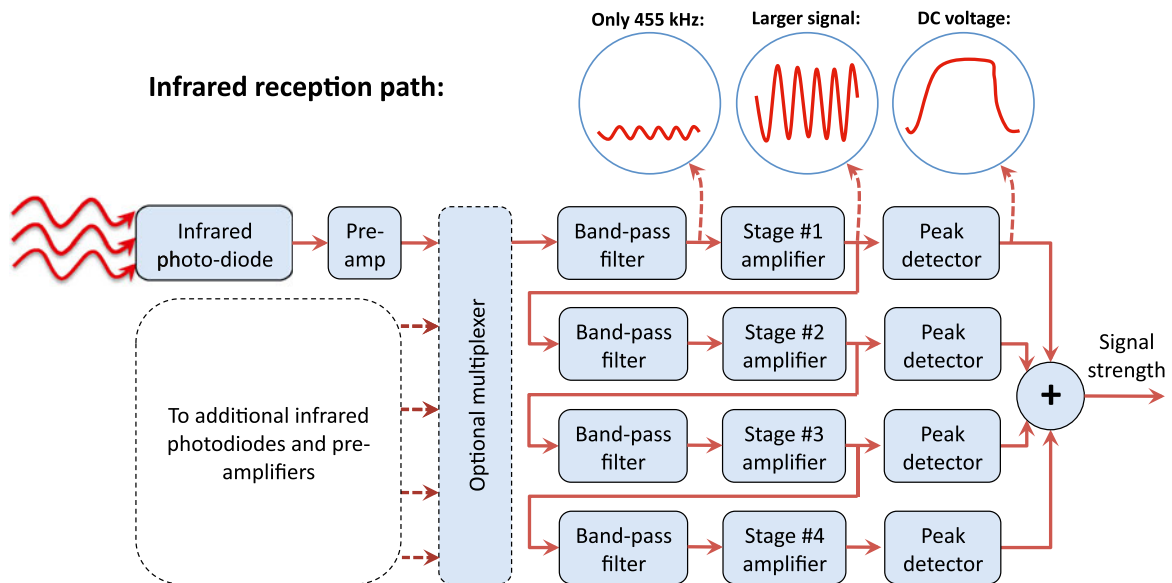 Only 455 kHz:
Larger signal:
DC voltage:
Infrared reception path:
Infrared
photo-diode
Pre-
amp
Optional multiplexer
Band-pass
filter
Stage #1
amplifier
Peak
detector
Band-pass
filter
Stage #2
amplifier
Peak
detector
Signal
strength
+
To additional infrared
photodiodes and pre-
amplifiers
Band-pass
filter
Stage #3
amplifier
Peak
detector
Band-pass
filter
Stage #4
amplifier
Peak
detector